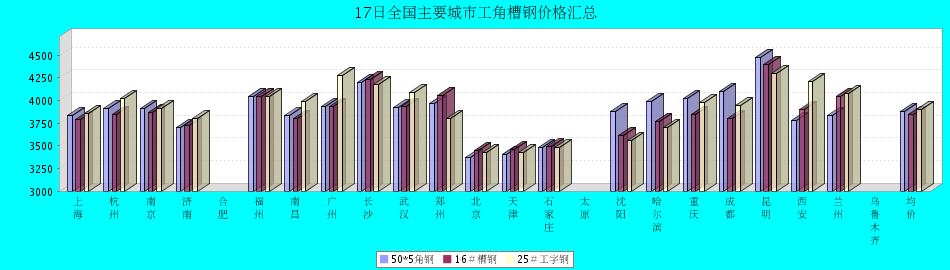 17日全国主要城市工角槽钢价格汇总
4500
4250
4000
3750
3500
3250
3000
上海
杭州
南京
济南
合肥
福州
南昌
广州
长沙
武汉
郑州
北京
天津
石家庄
太原
沈阳
哈尔滨
重庆
成都
昆明
西安
兰州
乌鲁木齐
均价
50*5角钢
16#槽钢
25#工字钢